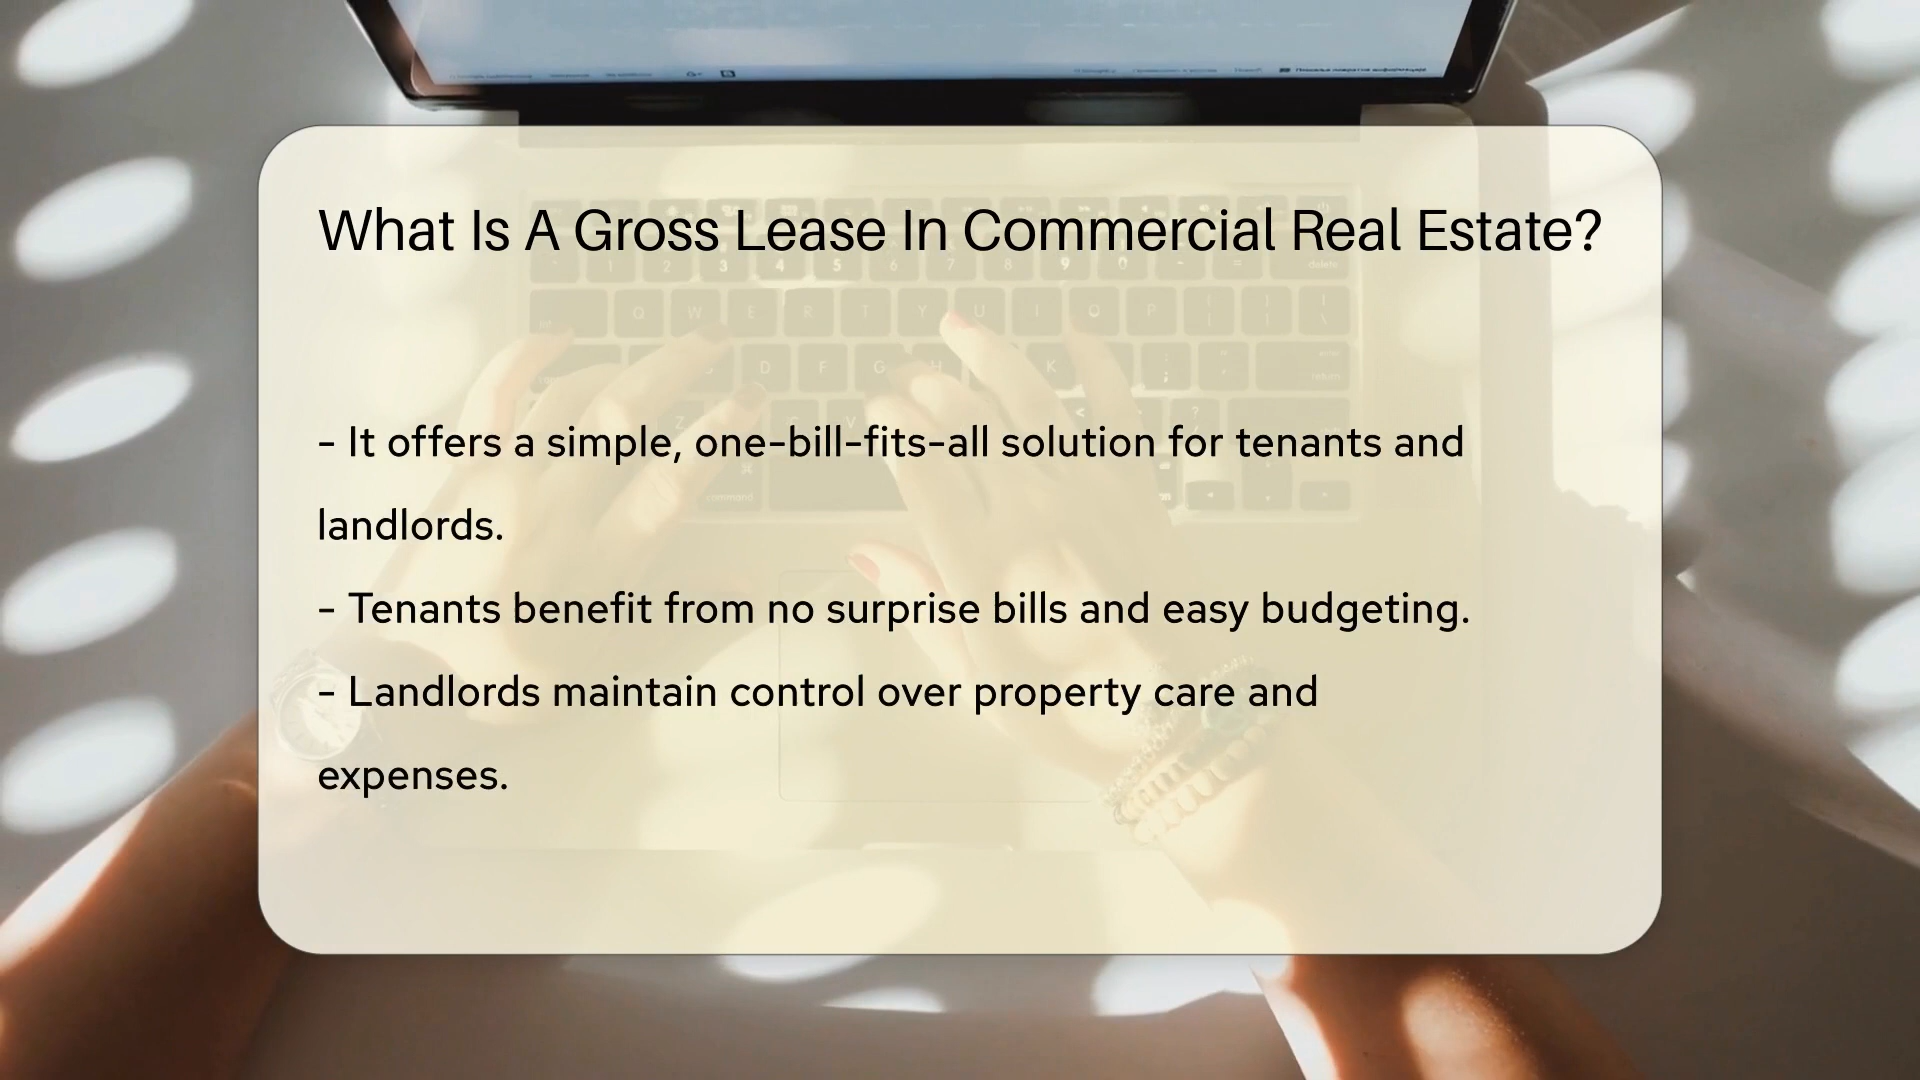 What Is A Gross Lease In Commercial Real Estate?
- It offers a simple, one-bill-fits-all solution for tenants and
landlords.
- Tenants benefit from no surprise bills and easy budgeting.
- Landlords maintain control over property care and
expenses.